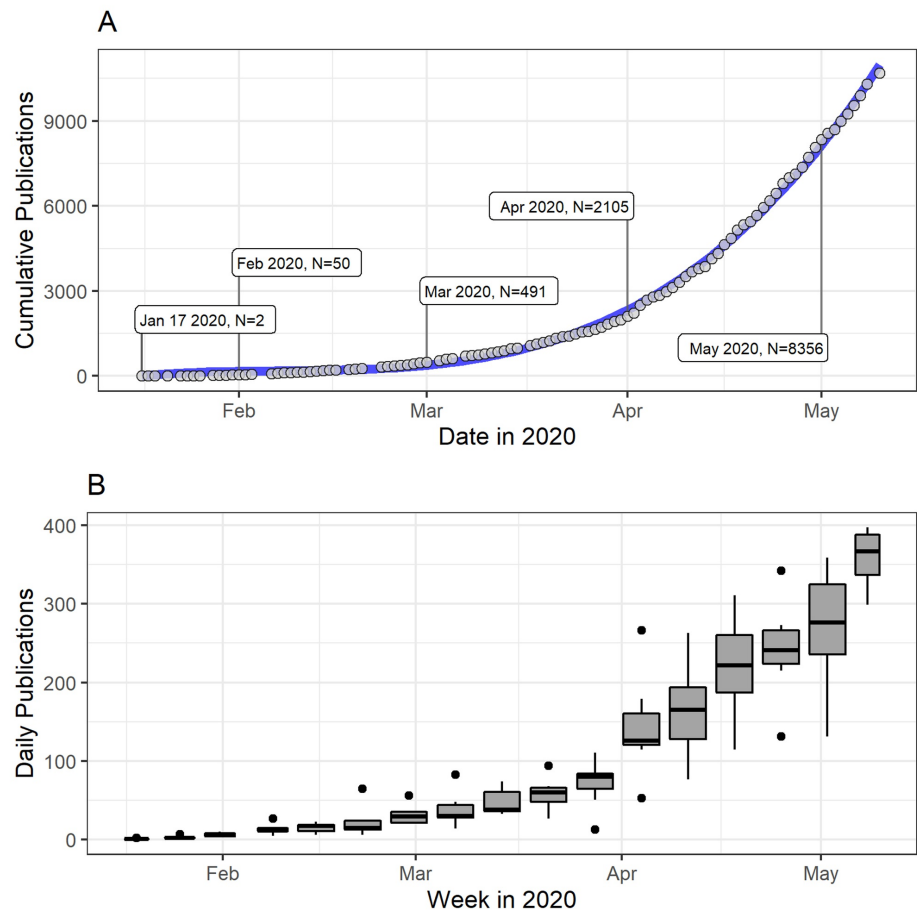 A
Cumulative Publications
9000
6000
3000
0
Jan 17 2020, N=2
Feb 2020, N=50
Mar 2020, N=491
Apr 2020, N=2105
May 2020, N=8356
Feb
Mar
Apr
May
Date in 2020
B
Daily Publications
400
300
200
100
0
Feb
Mar
Apr
May
Week in 2020